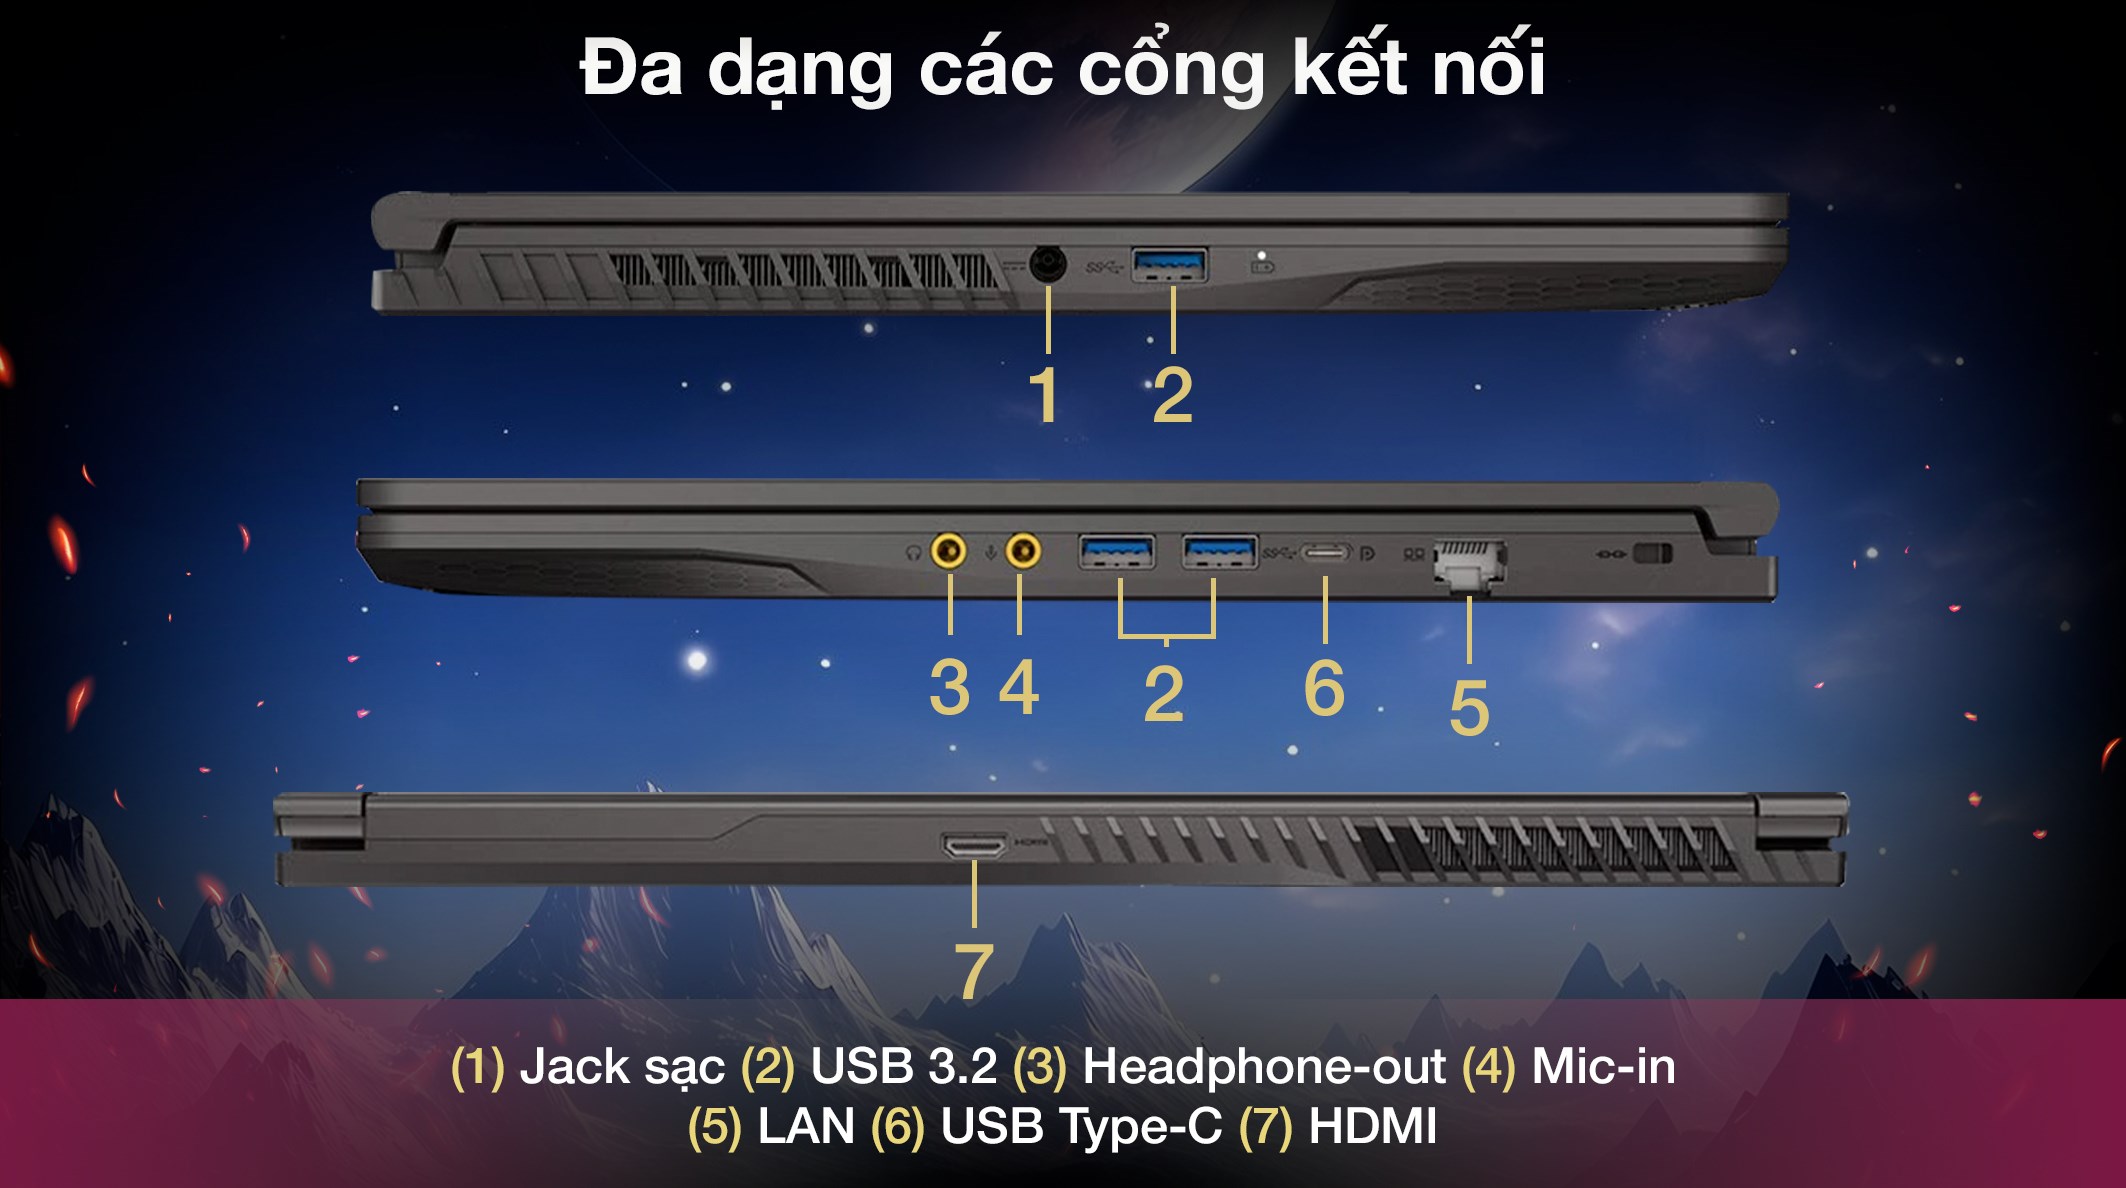 Đa dạng các cổng kết nối
1
2
3
4
2
6
5
HDMI
7
(1) Jack sạc (2) USB 3.2 (3) Headphone-out (4) Mic-in
(5) LAN (6) USB Type-C (7) HDMI